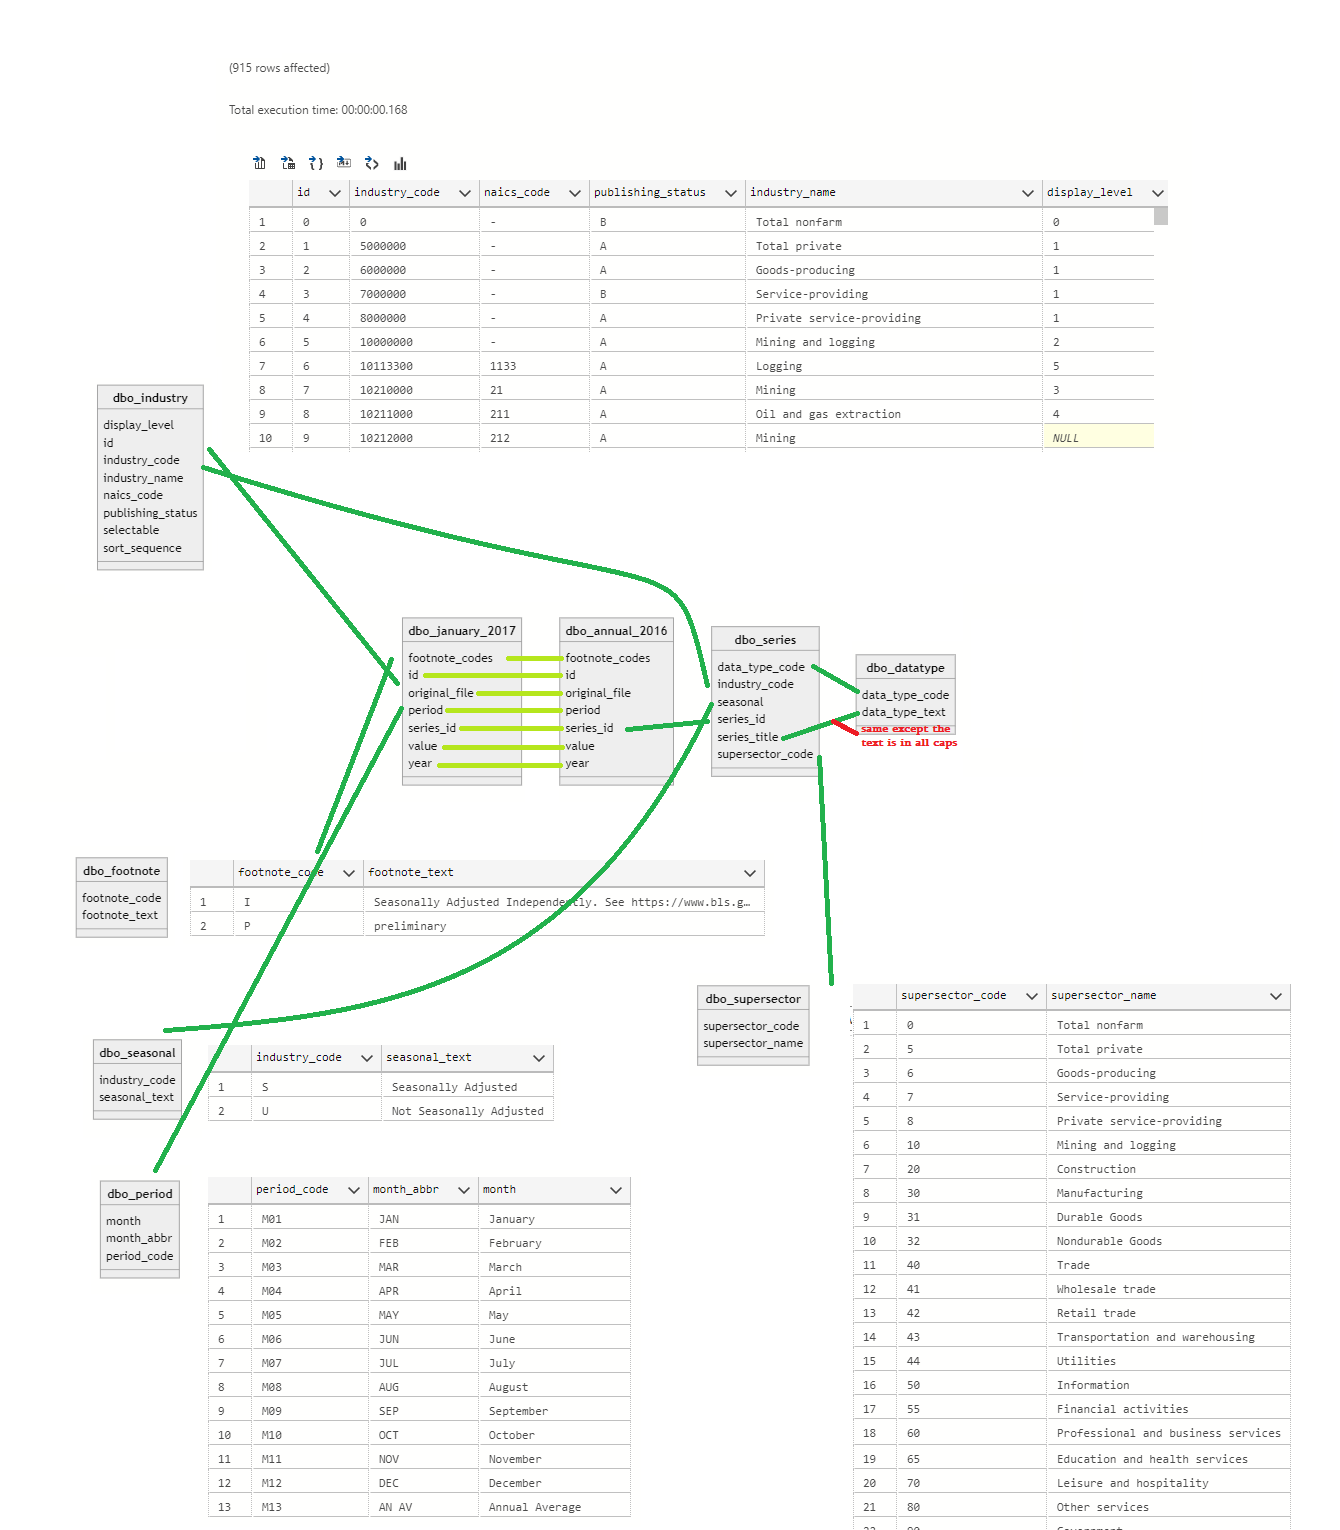 (915 rows affected)
Total execution time: 00:00:00.168
id industry_code naics_code publishing_status industry_name display_level
1 0 0 - B Total nonfarm 0
2 1 5000000 - A Total private 1
3 2 6000000 - A Goods-producing 1
4 3 7000000 - B Service-providing 1
5 4 8000000 - A Private service-providing 1
6 5 10000000 - A Mining and logging 2
7 6 10113300 1133 A Logging 5
8 7 10210000 21 A Mining 3
9 8 10211000 211 A Oil and gas extraction 4
10 9 10212000 212 A Mining NULL
dbo_industry
display_level
id
industry_code
industry_name
naics_code
publishing_status
selectable
sort_sequence
dbo_january_2017
footnote_codes
id
original_file
period
series_id
value
year
dbo_annual_2016
footnote_codes
id
original_file
period
series_id
value
year
dbo_series
data_type_code
industry_code
seasonal
series_id
series_title
supersector_code
dbo_datatype
data_type_code
data_type_text
same except the
text is in all caps
dbo_footnote
footnote_code
footnote_text
footnote_code footnote_text
1 I Seasonally Adjusted Independently. See https://www.bls.g…
2 P preliminary
dbo_seasonal
industry_code
seasonal_text
industry_code seasonal_text
1 S Seasonally Adjusted
2 U Not Seasonally Adjusted
dbo_supersector
supersector_code
supersector_name
supersector_code supersector_name
1 0 Total nonfarm
2 5 Total private
3 6 Goods-producing
4 7 Service-providing
5 8 Private service-providing
6 10 Mining and logging
7 20 Construction
8 30 Manufacturing
9 31 Durable Goods
10 32 Nondurable Goods
11 40 Trade
12 41 Wholesale trade
13 42 Retail trade
14 43 Transportation and warehousing
15 44 Utilities
16 50 Information
17 55 Financial activities
18 60 Professional and business services
19 65 Education and health services
20 70 Leisure and hospitality
21 80 Other services
22 90 Government
dbo_period
month
month_abbr
period_code
period_code month_abbr month
1 M01 JAN January
2 M02 FEB February
3 M03 MAR March
4 M04 APR April
5 M05 MAY May
6 M06 JUN June
7 M07 JUL July
8 M08 AUG August
9 M09 SEP September
10 M10 OCT October
11 M11 NOV November
12 M12 DEC December
13 M13 AN AV Annual Average